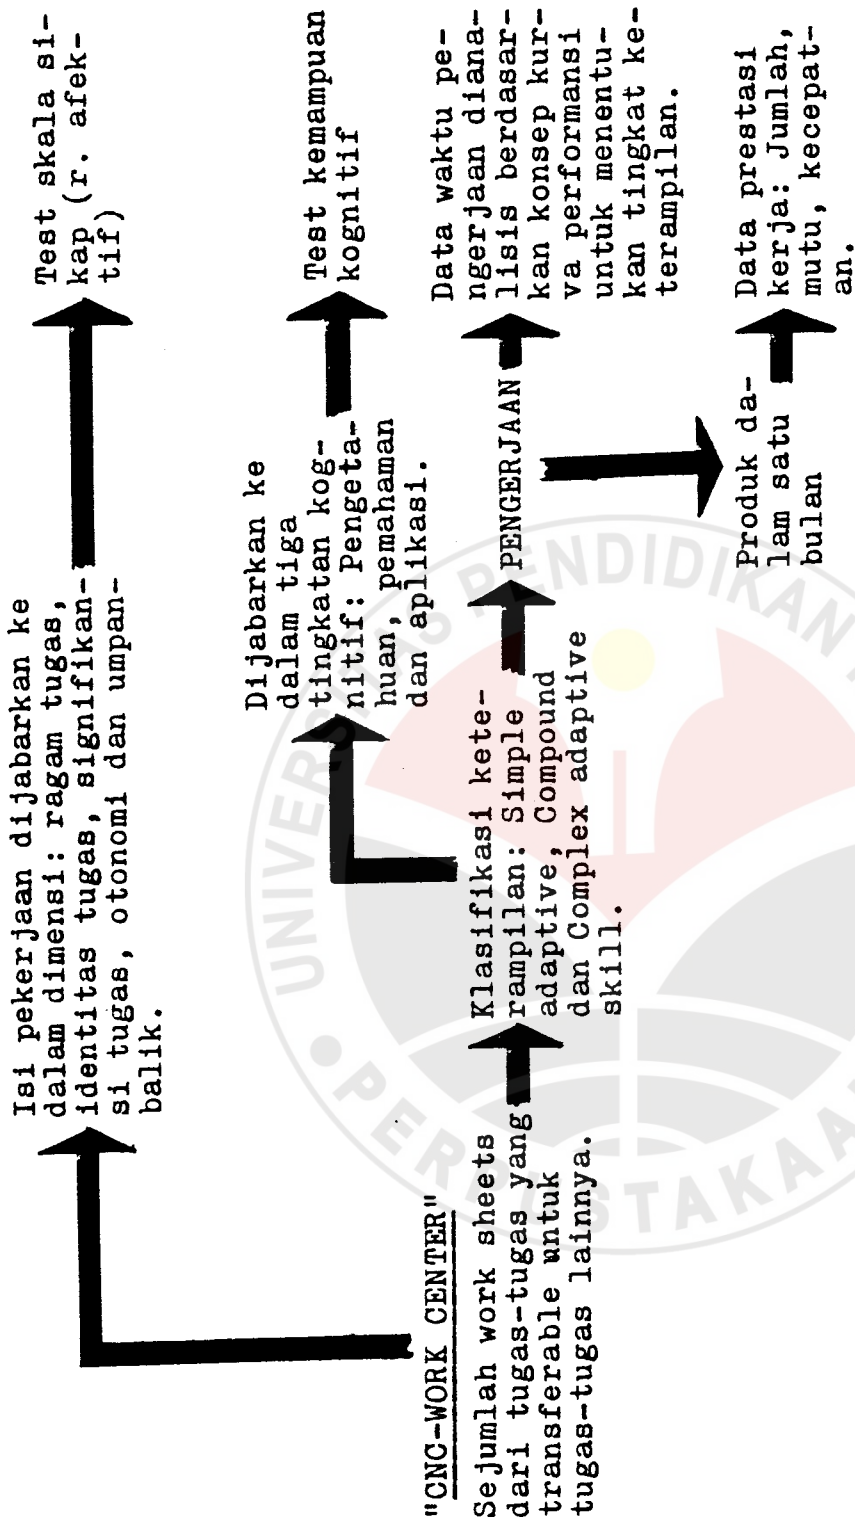 Isi pekerjaan dijabarkan ke
dalam dimensi: ragam tugas,
identitas tugas, signifikan-
si tugas, otonomi dan umpan-
balik.
Test skala si-
kap (r. afek-
tif)
Dijabarkan ke
dalam tiga
tingkatan kog-
nitif: Pengeta-
huan, pemahaman
dan aplikasi.
Test kemampuan
kognitif
"CNC-WORK CENTER"
Sejumlah work sheets
dari tugas-tugas yang
transferable untuk
tugas-tugas lainnya.
Klasifikasi kete-
rampilan: Simple
adaptive, Compound
dan Complex adaptive
skill.
PENGERJAAN
Data waktu pe-
ngerjaan diana-
lisis berdasar-
kan konsep kur-
va performansi
untuk menentu-
kan tingkat ke-
terampilan.
Produk da-
lam satu
bulan
Data prestasi
kerja: Jumlah,
mutu, kecepat-
an.
UNIVERSITAS PENDIDIKAN
PERPUSTAKAA